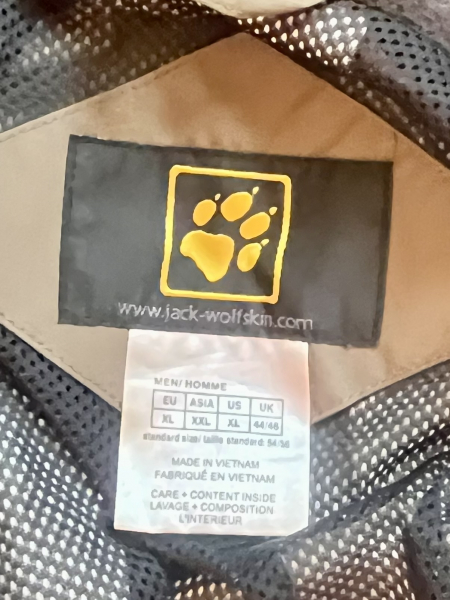 www.jack-wolfskin.com
MEN/ HOMME
EU ASIA US UK
XL XXL XL 44/46
standard size/ taille standard: 54/56
MADE IN VIETNAM
FABRIQUÉ EN VIETNAM
CARE + CONTENT INSIDE
LAVAGE + COMPOSITION
L'INTERIEUR